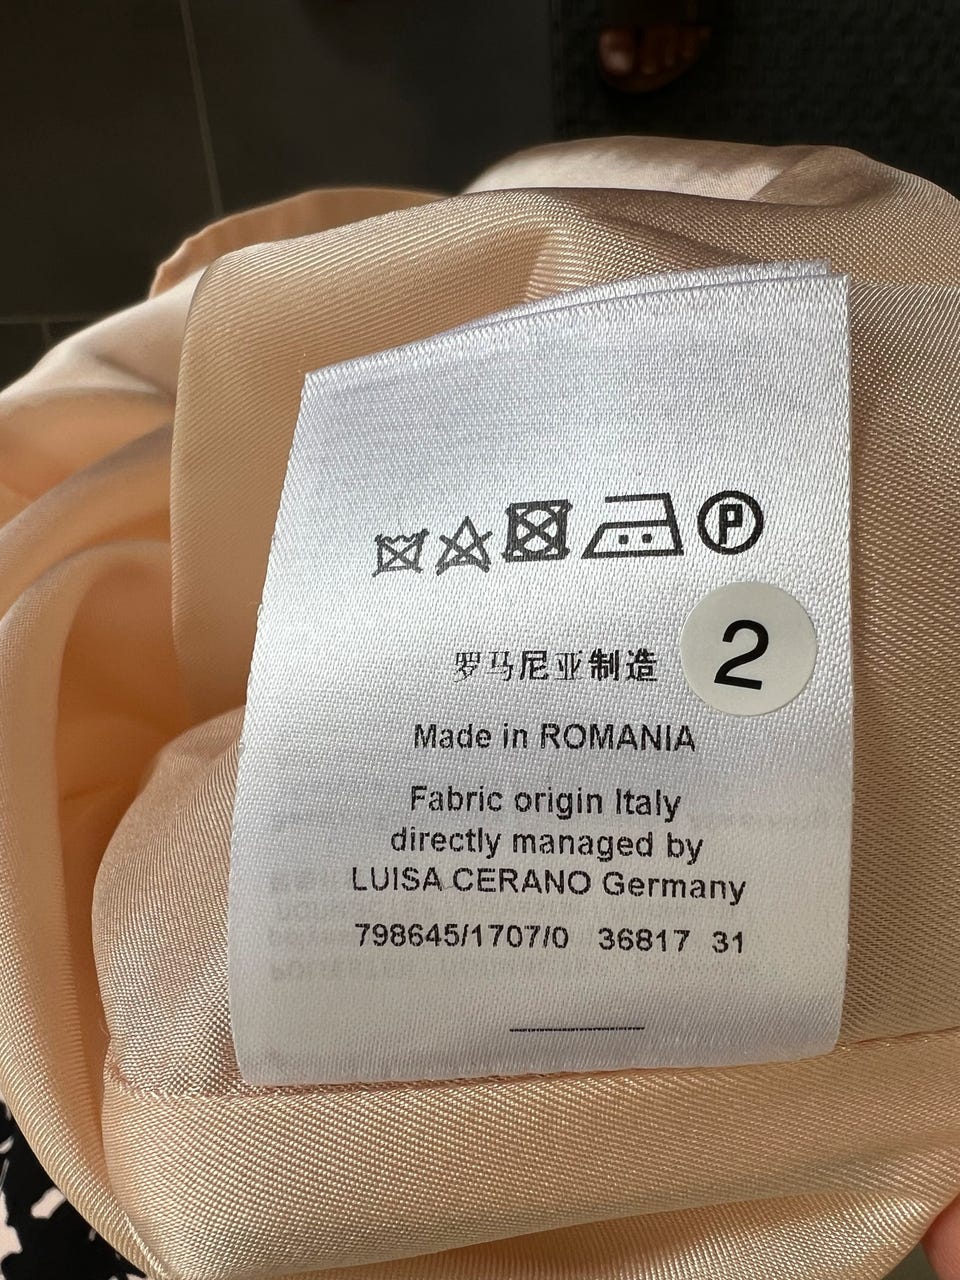 P
罗马尼亚制造
2
Made in ROMANIA
Fabric origin Italy
directly managed by
LUISA CERANO Germany
798645/1707/0 36817 31